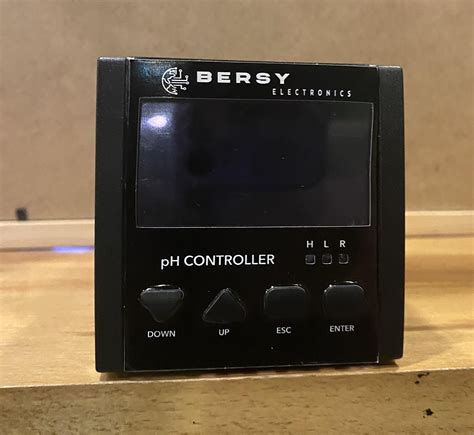 BERSY
ELECTRONICS
H L R
pH CONTROLLER
DOWN UP ESC ENTER